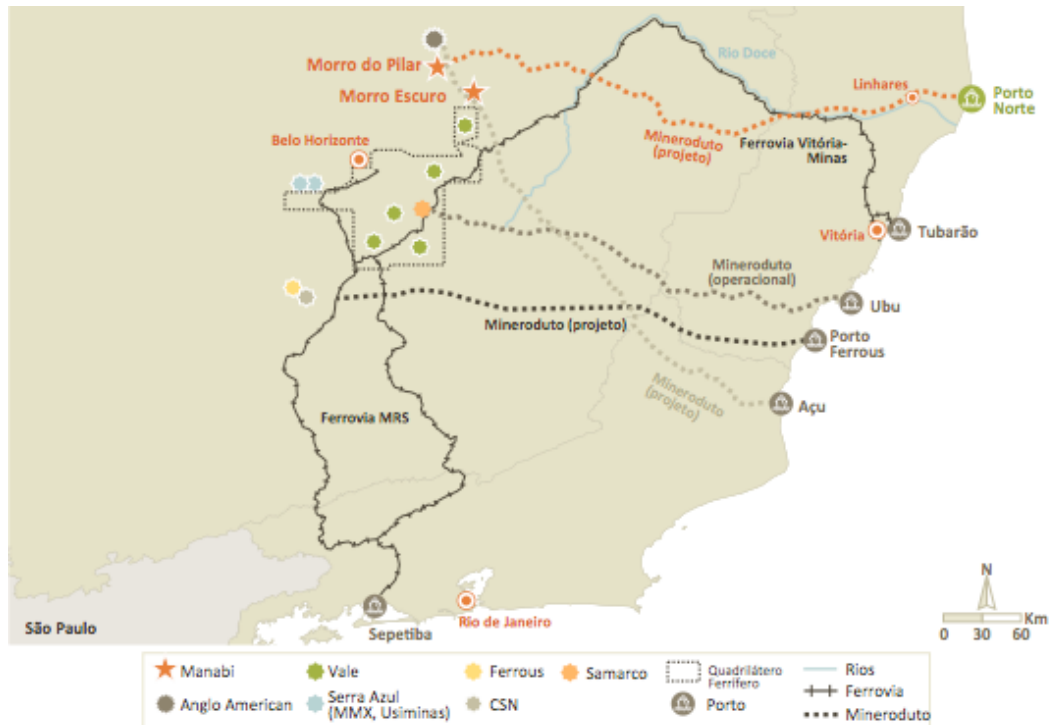 Rio Doce
Morro do Pilar
Morro Escuro
Linhares
Porto
Norte
Belo Horizonte
Mineroduto
(projeto)
Ferrovia Vitória-
Minas
Vitória
Tubarão
Mineroduto
(operacional)
Ubu
Mineroduto (projeto)
Porto
Ferrous
Mineroduto
(projeto)
Açu
Ferrovia MRS
São Paulo
Sepetiba
Rio de Janeiro
N
Km
0 30 60
Manabi
Vale
Ferrous
Samarco
Quadrilátero
Ferrífero
Rios
Anglo American
Serra Azul
(MMX, Usiminas)
CSN
Porto
Ferrovia
Mineroduto